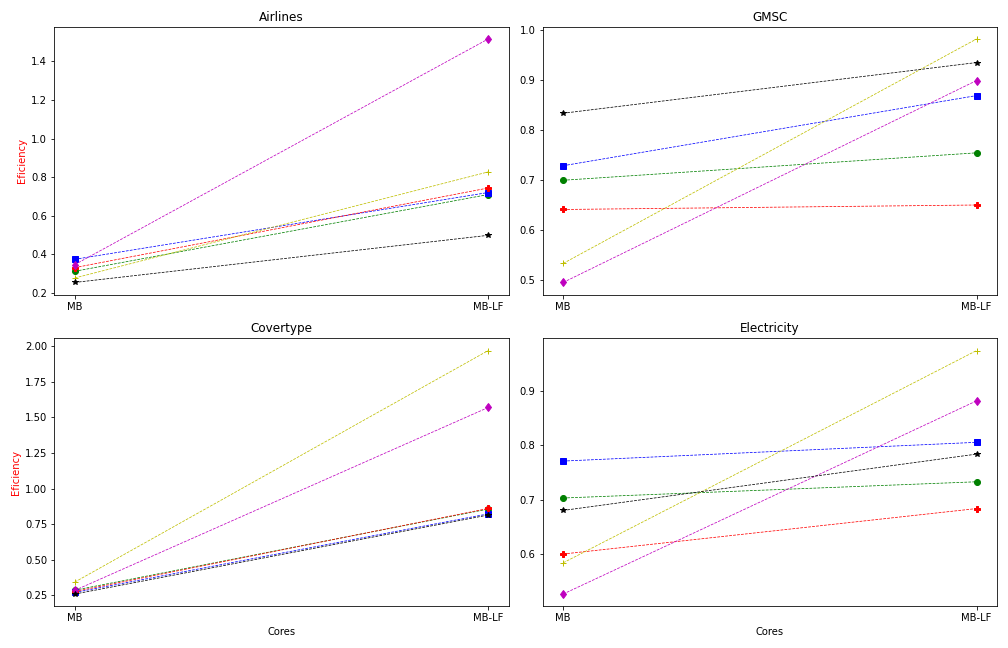 Airlines
GMSC
Eficiency
1.4
1.2
1.0
0.8
0.6
0.4
0.2
MB
MB-LF
1.0
0.9
0.8
0.7
0.6
0.5
MB
MB-LF
Covertype
Electricity
Eficiency
2.00
1.75
1.50
1.25
1.00
0.75
0.50
0.25
MB
MB-LF
Cores
0.9
0.8
0.7
0.6
MB
MB-LF
Cores